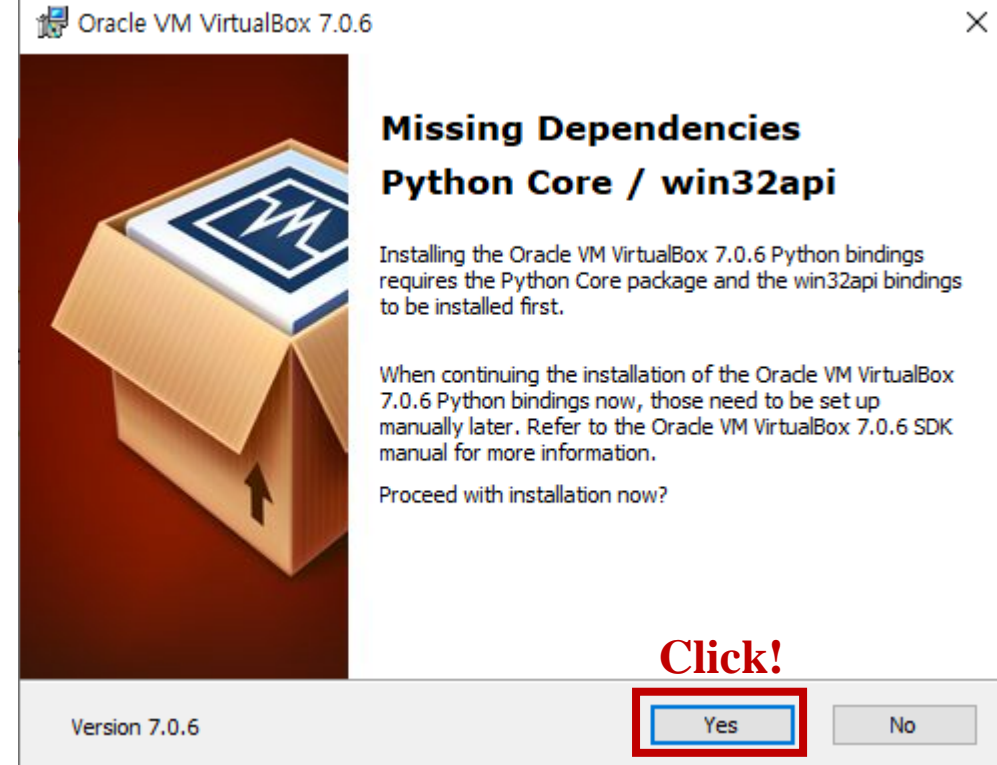 Oracle VM VirtualBox 7.0.6
Missing Dependencies
Python Core / win32api
Installing the Oracle VM VirtualBox 7.0.6 Python bindings
requires the Python Core package and the win32api bindings
to be installed first.
When continuing the installation of the Oracle VM VirtualBox
7.0.6 Python bindings now, those need to be set up
manually later. Refer to the Oracle VM VirtualBox 7.0.6 SDK
manual for more information.
Proceed with installation now?
Click!
Version 7.0.6
Yes
No